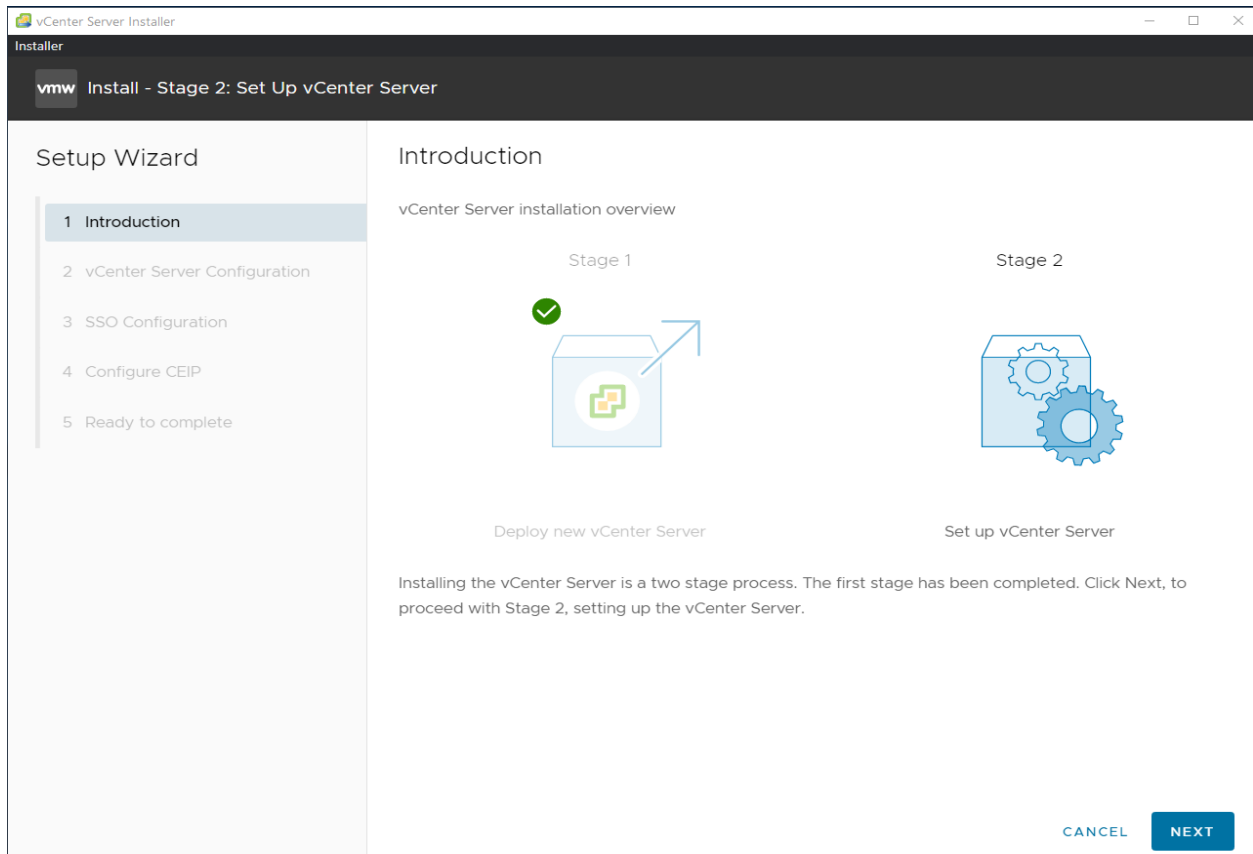 vCenter Server Installer
Installer
vmw Install - Stage 2: Set Up vCenter Server
Setup Wizard
1 Introduction
2 vCenter Server Configuration
3 SSO Configuration
4 Configure CEIP
5 Ready to complete
Introduction
vCenter Server installation overview
Stage 1
Stage 2
Deploy new vCenter Server
Set up vCenter Server
Installing the vCenter Server is a two stage process. The first stage has been completed. Click Next, to
proceed with Stage 2, setting up the vCenter Server.
CANCEL
NEXT